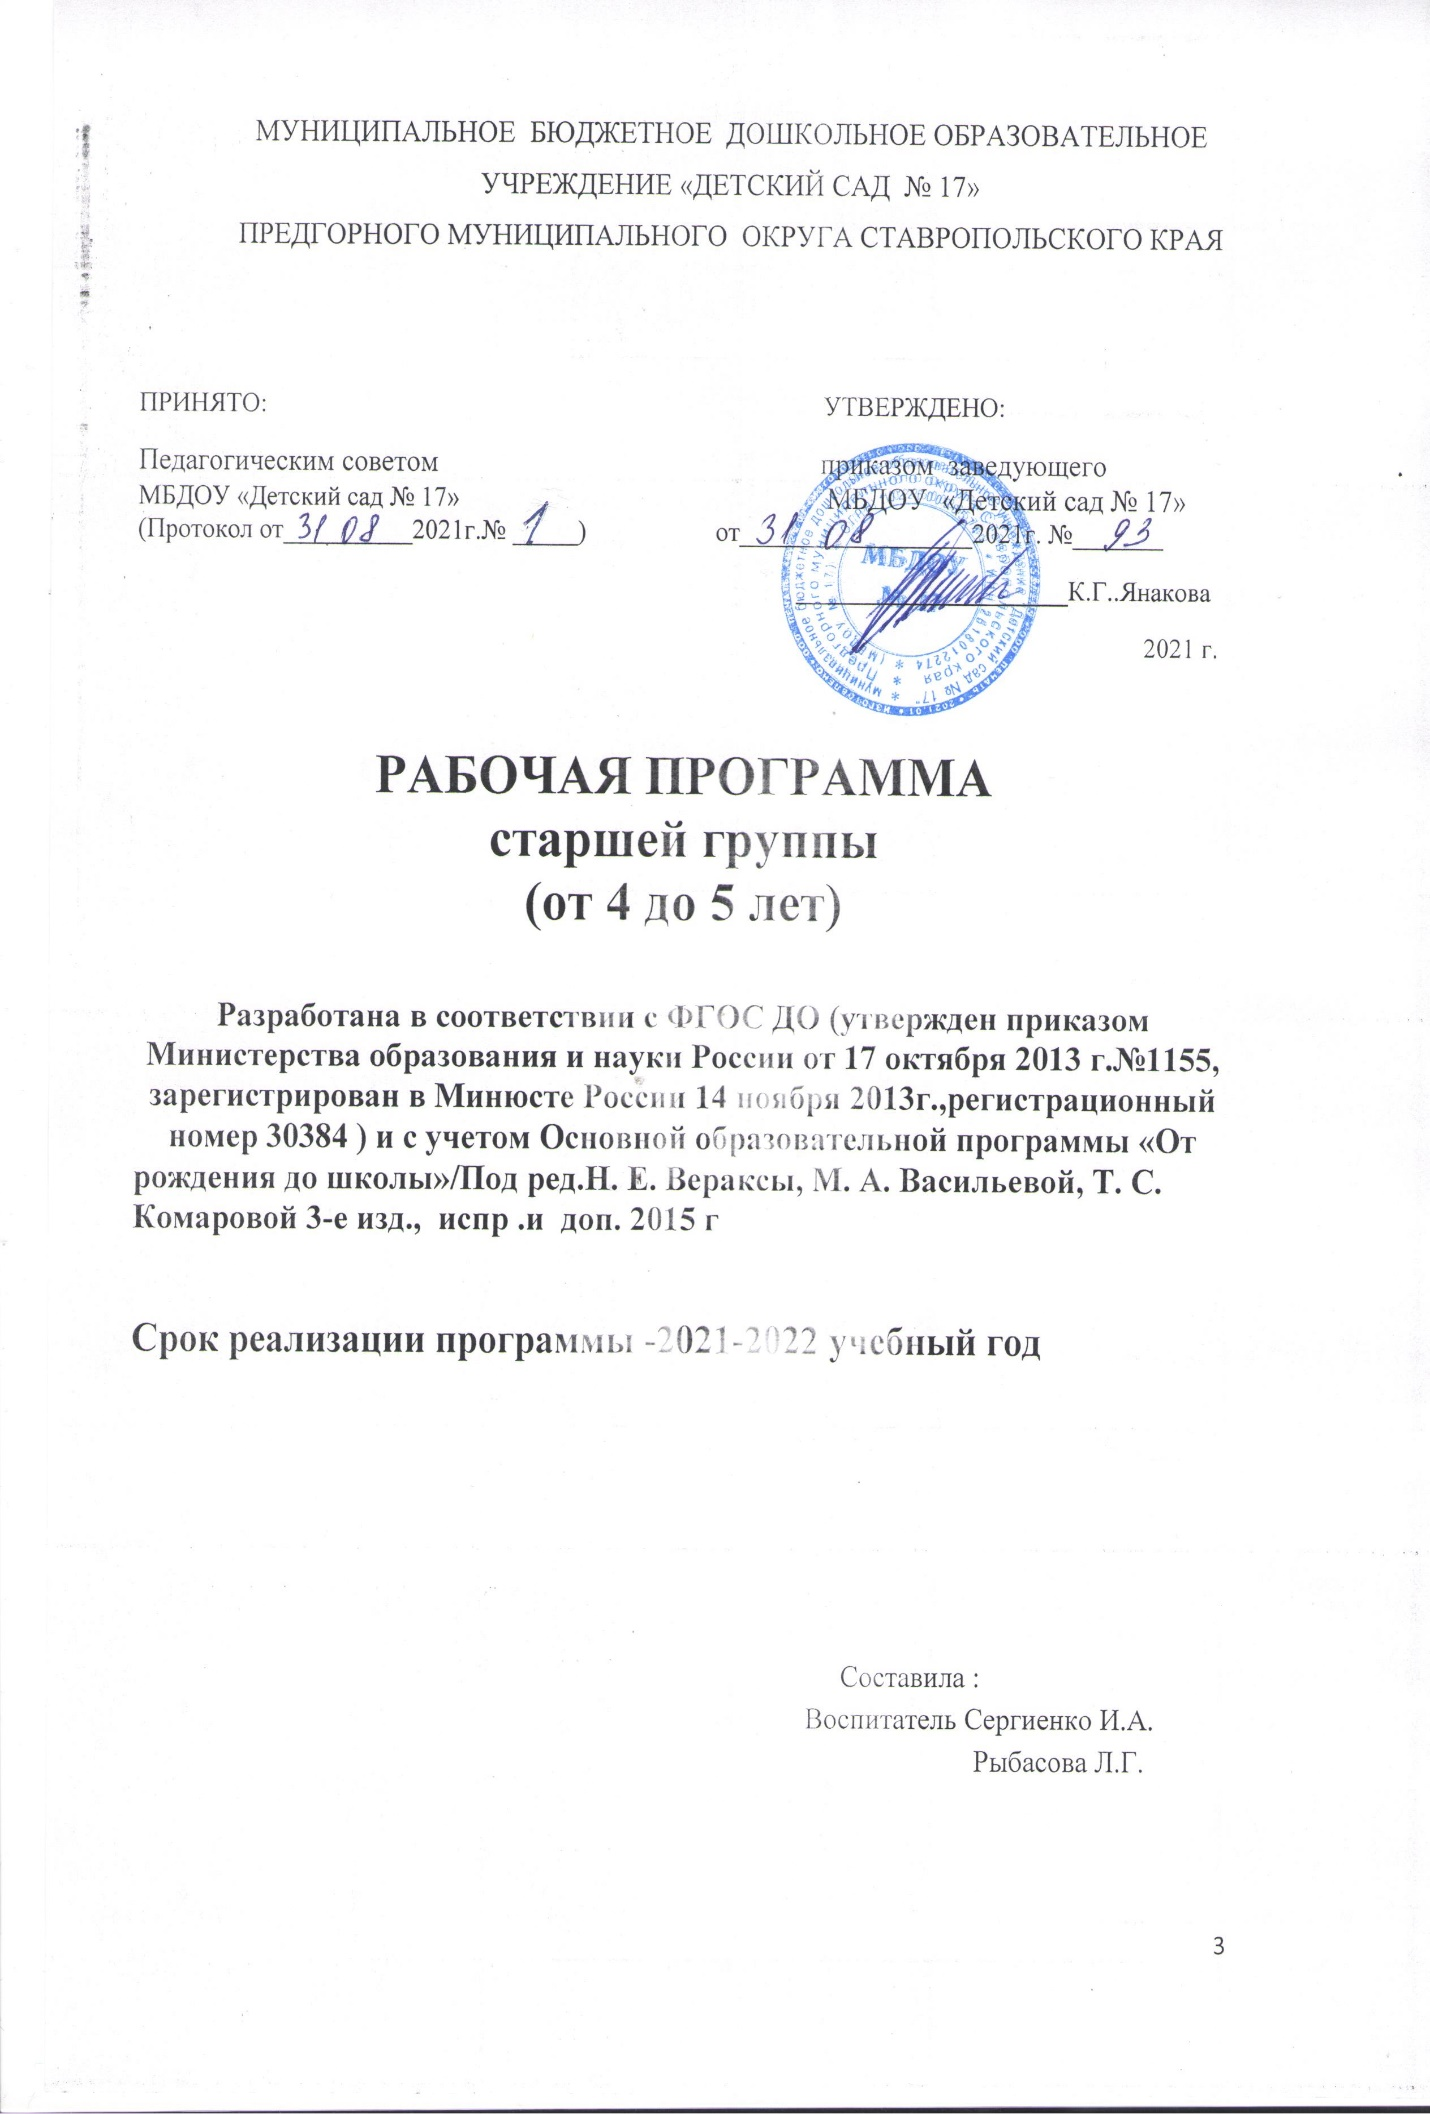 МУНИЦИПАЛЬНОЕ БЮДЖЕТНОЕ ДОШКОЛЬНОЕ ОБРАЗОВАТЕЛЬНОЕ
УЧРЕЖДЕНИЕ «ДЕТСКИЙ САД № 17»
ПРЕДГОРНОГО МУНИЦИПАЛЬНОГО ОКРУГА СТАВРОПОЛЬСКОГО КРАЯ
ПРИНЯТО:
Педагогическим советом
МБДОУ «Детский сад № 17»
(Протокол от 31 08 2021г.№ 1 )
УТВЕРЖДЕНО:
приказом заведующего
МБДОУ «Детский сад № 17»
от 31 08 2021г. № 93
К.Г..Янакова
2021 г.
МБДОУ
РАБОЧАЯ ПРОГРАММА
старшей группы
(от 4 до 5 лет)
Разработана в соответствии с ФГОС ДО (утвержден приказом
Министерства образования и науки России от 17 октября 2013 г.№1155,
зарегистрирован в Минюсте России 14 ноября 2013г.,регистрационный
номер 30384 ) и с учетом Основной образовательной программы «От
рождения до школы»/Под ред.Н. Е. Вераксы, М. А. Васильевой, Т. С.
Комаровой 3-е изд., испр .и доп. 2015 г
Срок реализации программы -2021-2022 учебный год
Составила :
Воспитатель Сергиенко И.А.
Рыбасова Л.Г.
3